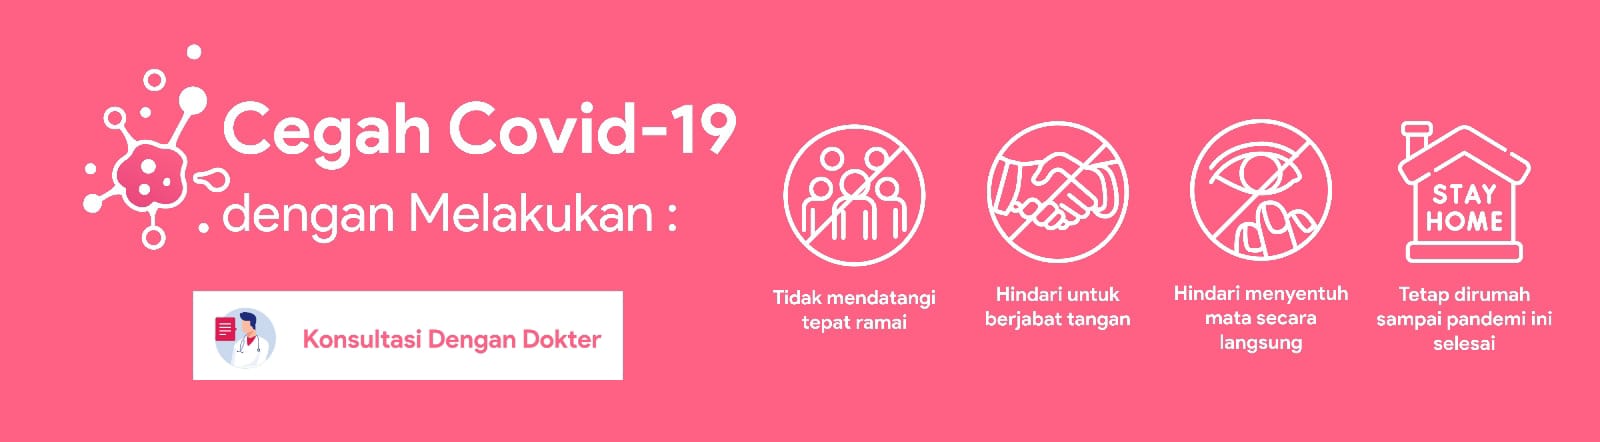 Cegah Covid-19
dengan Melakukan :
Konsultasi Dengan Dokter
Tidak mendatangi
tepat ramai
Hindari untuk
berjabat tangan
Hindari menyentuh
mata secara
langsung
STAY
HOME
Tetap dirumah
sampai pandemi ini
selesai